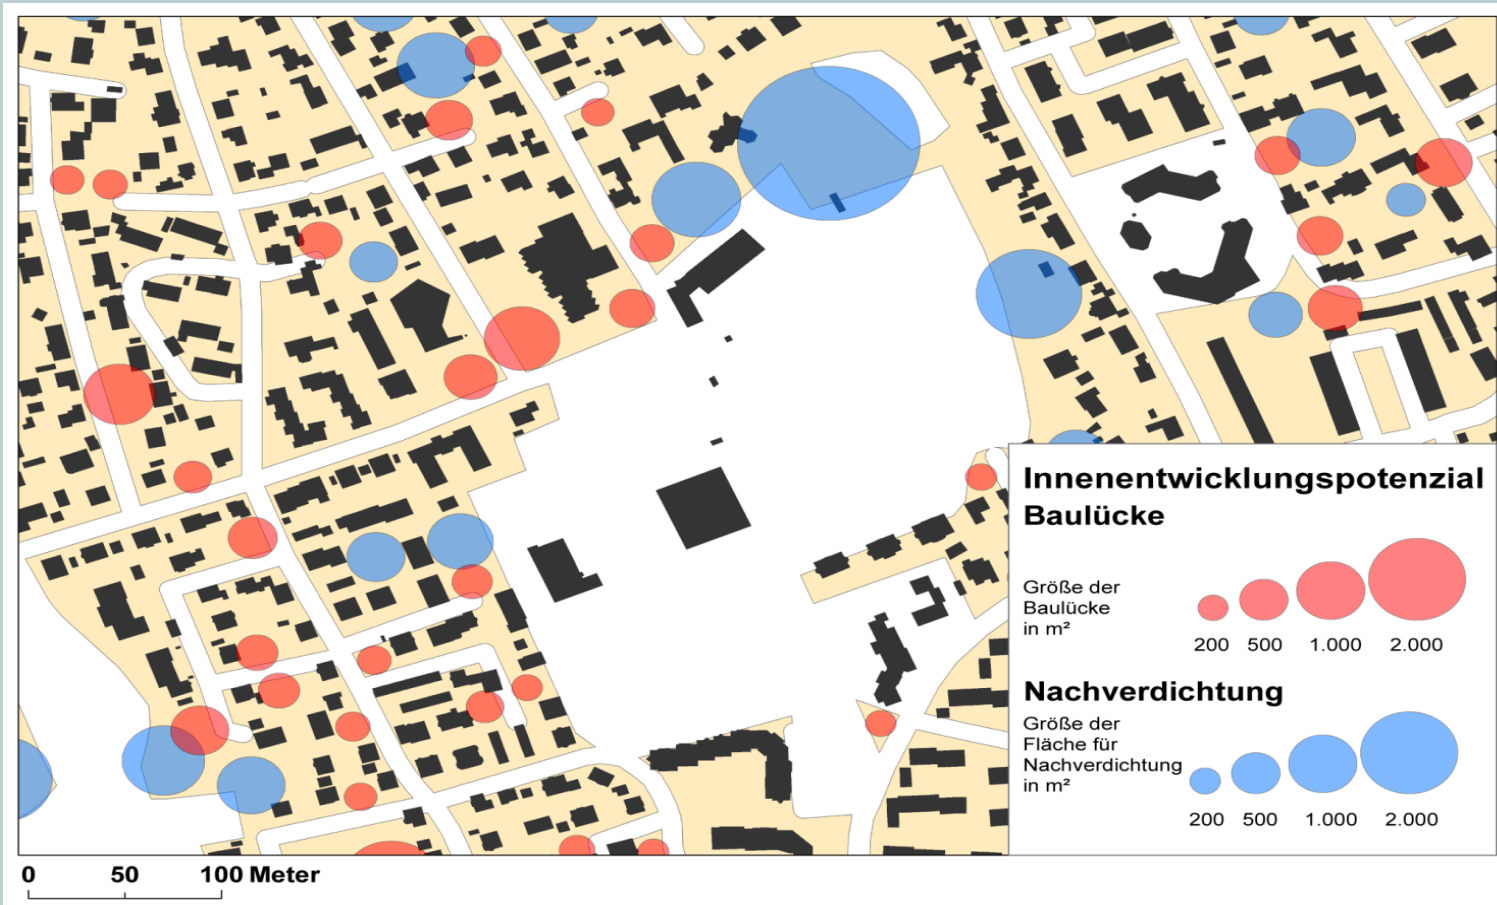 Innenentwicklungspotenzial
Baulücke
Größe der
Baulücke
in m²
200 500 1.000 2.000
Nachverdichtung
Größe der
Fläche für
Nachverdichtung
in m²
200 500 1.000 2.000
0 50 100 Meter